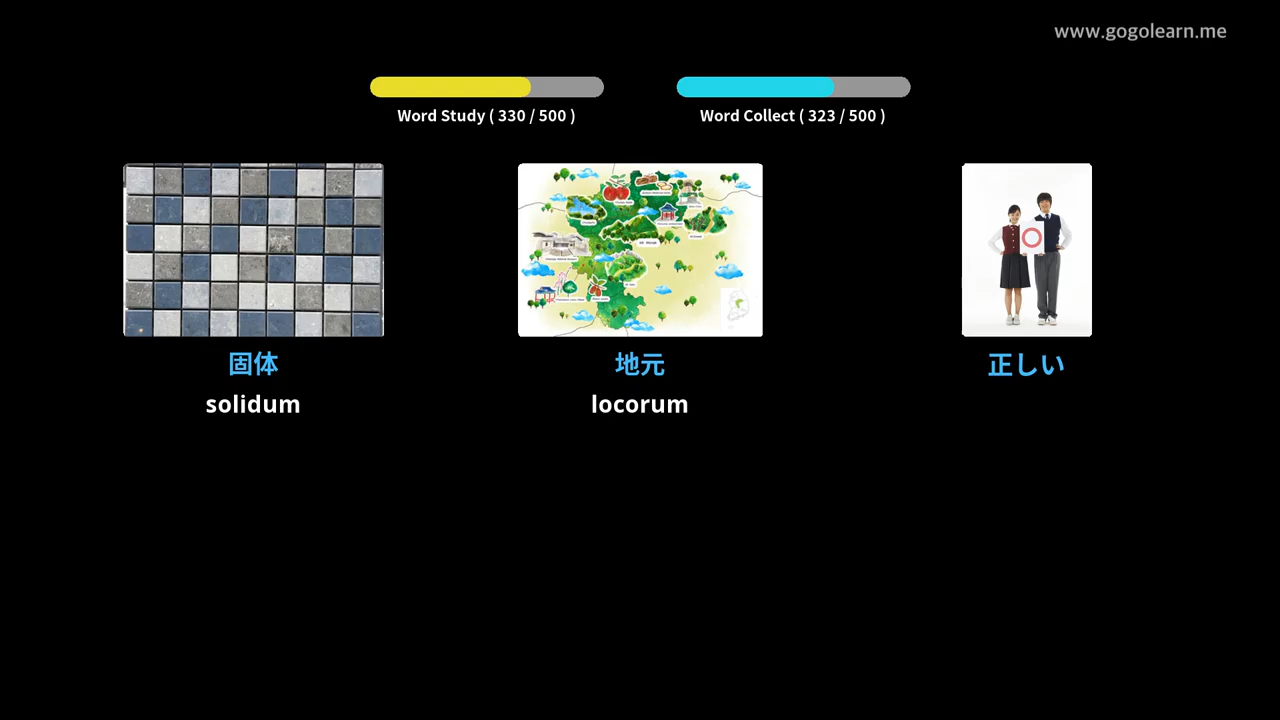 www.gogolearn.me
Word Study ( 330 / 500 )
Word Collect ( 323 / 500 )
固体
地元
正しい
solidum
locorum